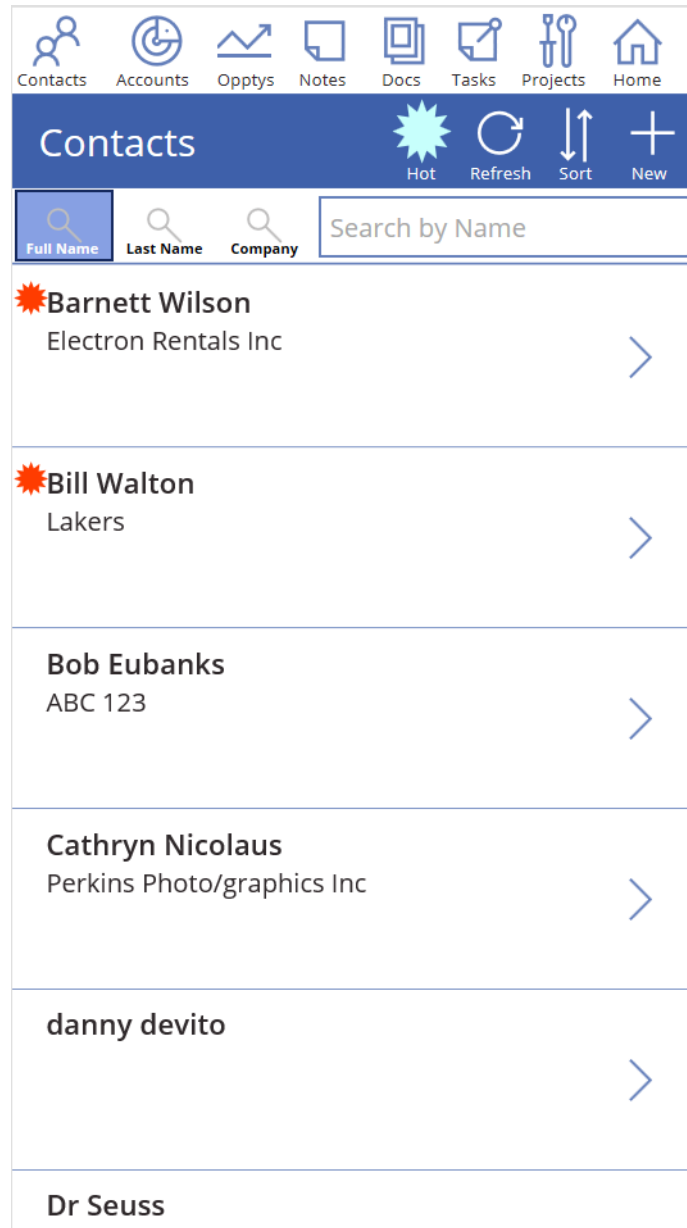 Contacts Accounts Opptys Notes Docs Tasks Projects Home
Contacts Hot Refresh Sort New
Full Name Last Name Company Search by Name
Barnett Wilson
Electron Rentals Inc
Bill Walton
Lakers
Bob Eubanks
ABC 123
Cathryn Nicolaus
Perkins Photo/graphics Inc
danny devito
Dr Seuss